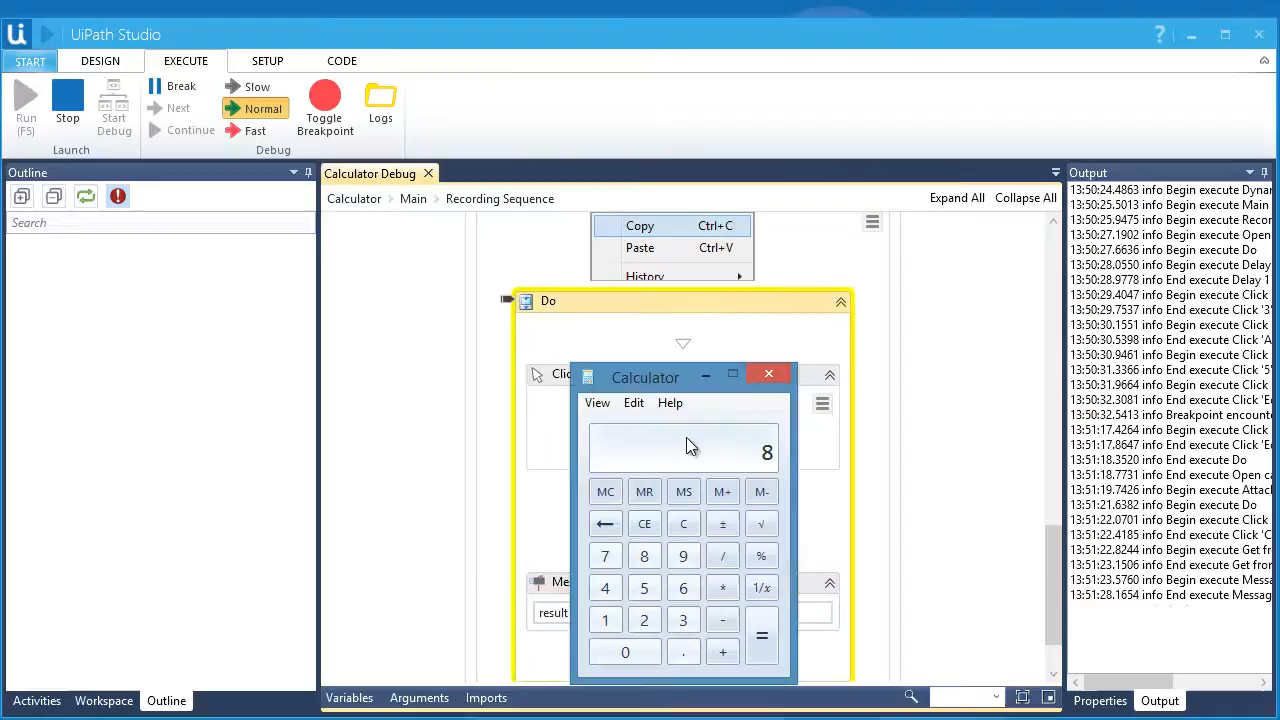 Ui UiPath Studio ?
START DESIGN EXECUTE SETUP CODE
Run (F5)
Stop
Start Debug
Launch
Break
Next
Continue
Slow
Normal
Fast
Toggle Breakpoint
Logs
Debug
Outline
Search
Activities Workspace Outline
Calculator Debug
Calculator Main Recording Sequence Expand All Collapse All
Copy Ctrl+C
Paste Ctrl+V
History
Do
Clic
Me
result
Calculator
View Edit Help
8
MC MR MS M+ M-
← CE C ± √
7 8 9 / %
4 5 6 * 1/x
1 2 3 - =
0 . +
Variables Arguments Imports
Output
13:50:24.4863 info Begin execute Dynar
13:50:25.5013 info Begin execute Main
13:50:25.9475 info Begin execute Recor
13:50:27.1902 info Begin execute Open
13:50:27.6636 info Begin execute Do
13:50:28.0550 info Begin execute Delay
13:50:28.9778 info End execute Delay 1
13:50:29.4047 info Begin execute Click
13:50:29.7537 info End execute Click '3'
13:50:30.1551 info Begin execute Click
13:50:30.5398 info End execute Click 'A
13:50:30.9461 info Begin execute Click
13:50:31.3366 info End execute Click '5'
13:50:31.9664 info Begin execute Click
13:50:32.3081 info End execute Click 'Ec
13:50:32.5413 info Breakpoint encounte
13:51:17.4264 info Begin execute Click
13:51:17.8647 info End execute Click 'Ec
13:51:18.3520 info End execute Do
13:51:18.7731 info End execute Open ca
13:51:19.7426 info Begin execute Attac
13:51:21.6382 info Begin execute Do
13:51:22.0701 info Begin execute Click
13:51:22.4185 info End execute Click 'C
13:51:22.8244 info Begin execute Get fr
13:51:23.1506 info End execute Get fror
13:51:23.5760 info Begin execute Messa
13:51:28.1654 info End execute Messag
Properties Output